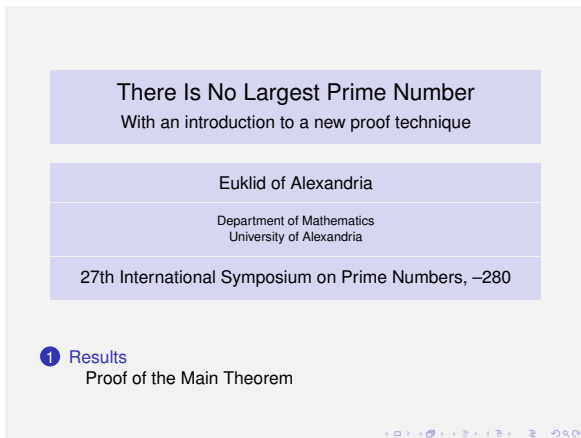 There Is No Largest Prime Number
With an introduction to a new proof technique
Euklid of Alexandria
Department of Mathematics
University of Alexandria
27th International Symposium on Prime Numbers, –280
1 Results
Proof of the Main Theorem